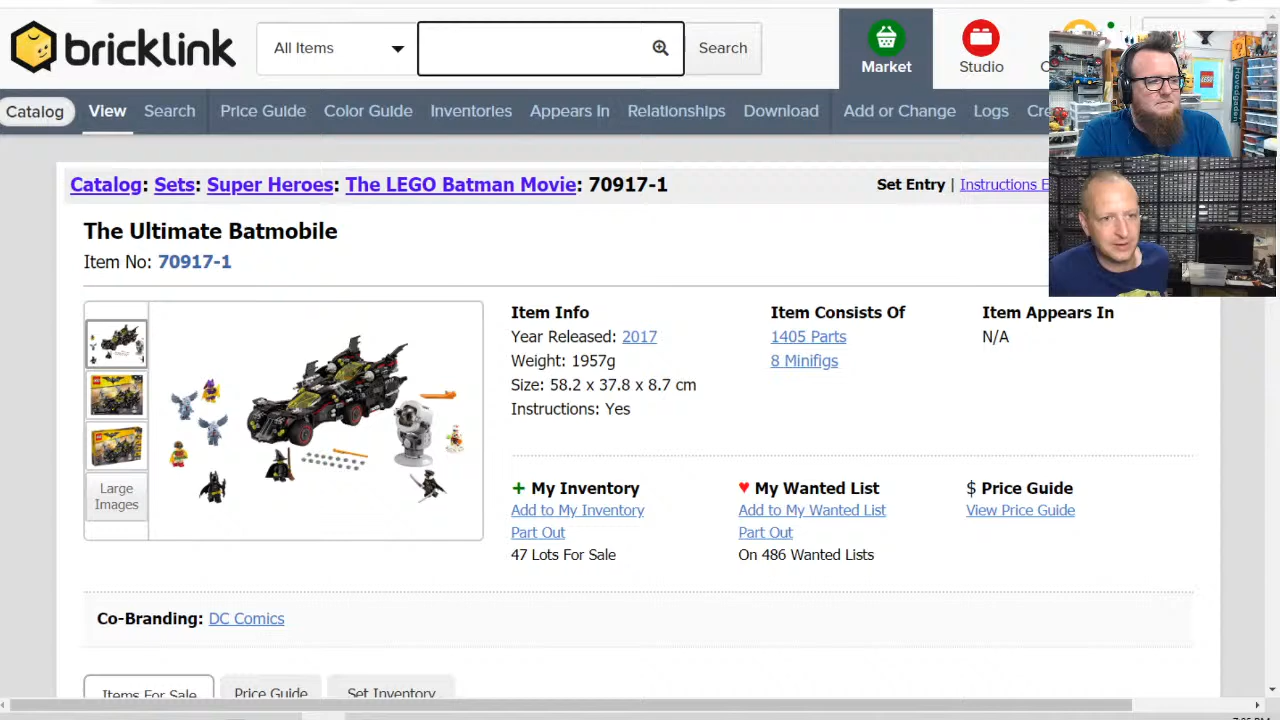 bricklink
All Items
Search
Market
Studio
Catalog
View
Search
Price Guide
Color Guide
Inventories
Appears In
Relationships
Download
Add or Change
Logs
Catalog: Sets: Super Heroes: The LEGO Batman Movie: 70917-1
Set Entry | Instructions E
The Ultimate Batmobile
Item No: 70917-1
Large
Images
Item Info
Year Released: 2017
Weight: 1957g
Size: 58.2 x 37.8 x 8.7 cm
Instructions: Yes
Item Consists Of
1405 Parts
8 Minifigs
Item Appears In
N/A
+ My Inventory
Add to My Inventory
Part Out
47 Lots For Sale
♥ My Wanted List
Add to My Wanted List
Part Out
On 486 Wanted Lists
$ Price Guide
View Price Guide
Co-Branding: DC Comics
Items For Sale
Price Guide
Set Inventory
LEGO